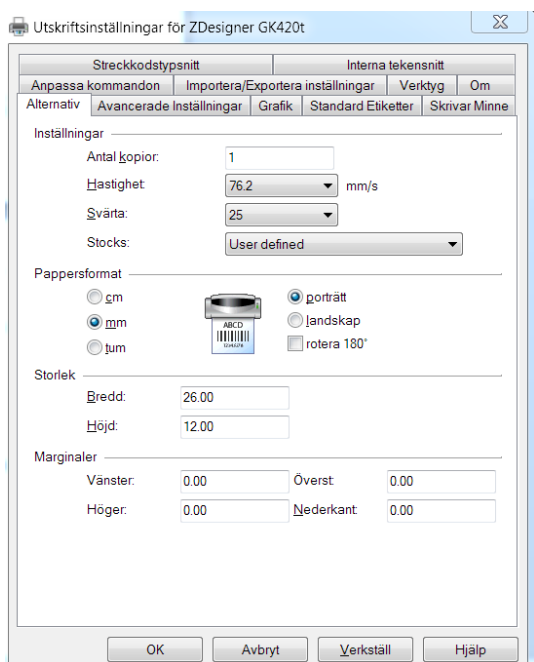 Utskriftsinställningar för ZDesigner GK420t
Streckkodstypsnitt Interna tekensnitt
Anpassa kommandon Importera/Exportera inställningar Verktyg Om
Alternativ Avancerade Inställningar Grafik Standard Etiketter Skrivar Minne
Inställningar
Antal kopior: 1
Hastighet: 76.2 mm/s
Svärta: 25
Stocks: User defined
Pappersformat
cm porträtt
mm ABCD landskap
tum rotera 180°
Storlek
Bredd: 26.00
Höjd: 12.00
Marginaler
Vänster: 0.00 Överst: 0.00
Höger: 0.00 Nederkant: 0.00
OK Avbryt Verkställ Hjälp